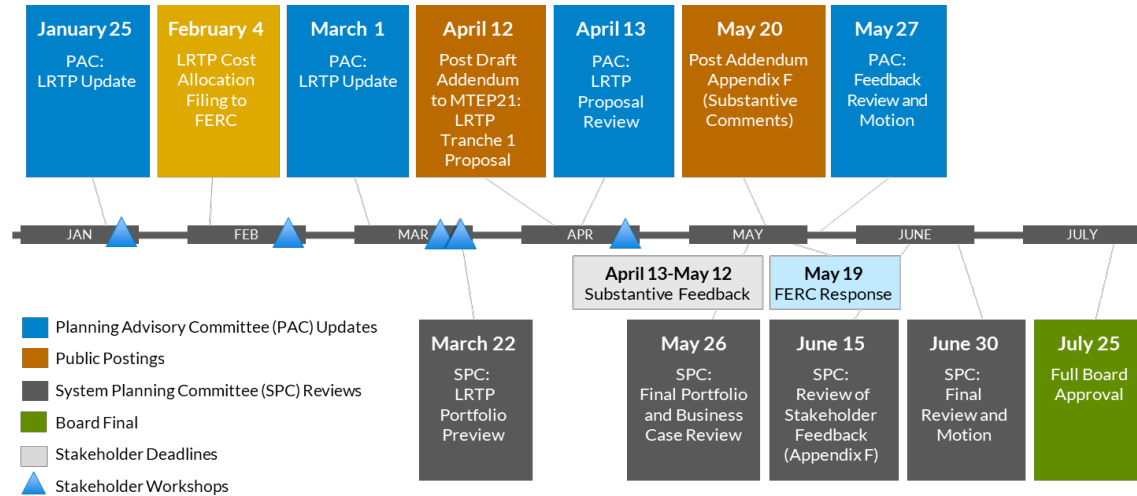 January 25
PAC:
LRTP Update
February 4
LRTP Cost
Allocation
Filing to
FERC
March 1
PAC:
LRTP Update
April 12
Post Draft
Addendum
to MTEP21:
LRTP
Tranche 1
Proposal
April 13
PAC:
LRTP
Proposal
Review
May 20
Post Addendum
Appendix F
(Substantive
Comments)
May 27
PAC:
Feedback
Review and
Motion
JAN
FEB
MAR
APR
MAY
JUNE
JULY
April 13-May 12
Substantive Feedback
May 19
FERC Response
Planning Advisory Committee (PAC) Updates
Public Postings
System Planning Committee (SPC) Reviews
Board Final
Stakeholder Deadlines
Stakeholder Workshops
March 22
SPC:
LRTP
Portfolio
Preview
May 26
SPC:
Final Portfolio
and Business
Case Review
June 15
SPC:
Review of
Stakeholder
Feedback
(Appendix F)
June 30
SPC:
Final
Review and
Motion
July 25
Full Board
Approval